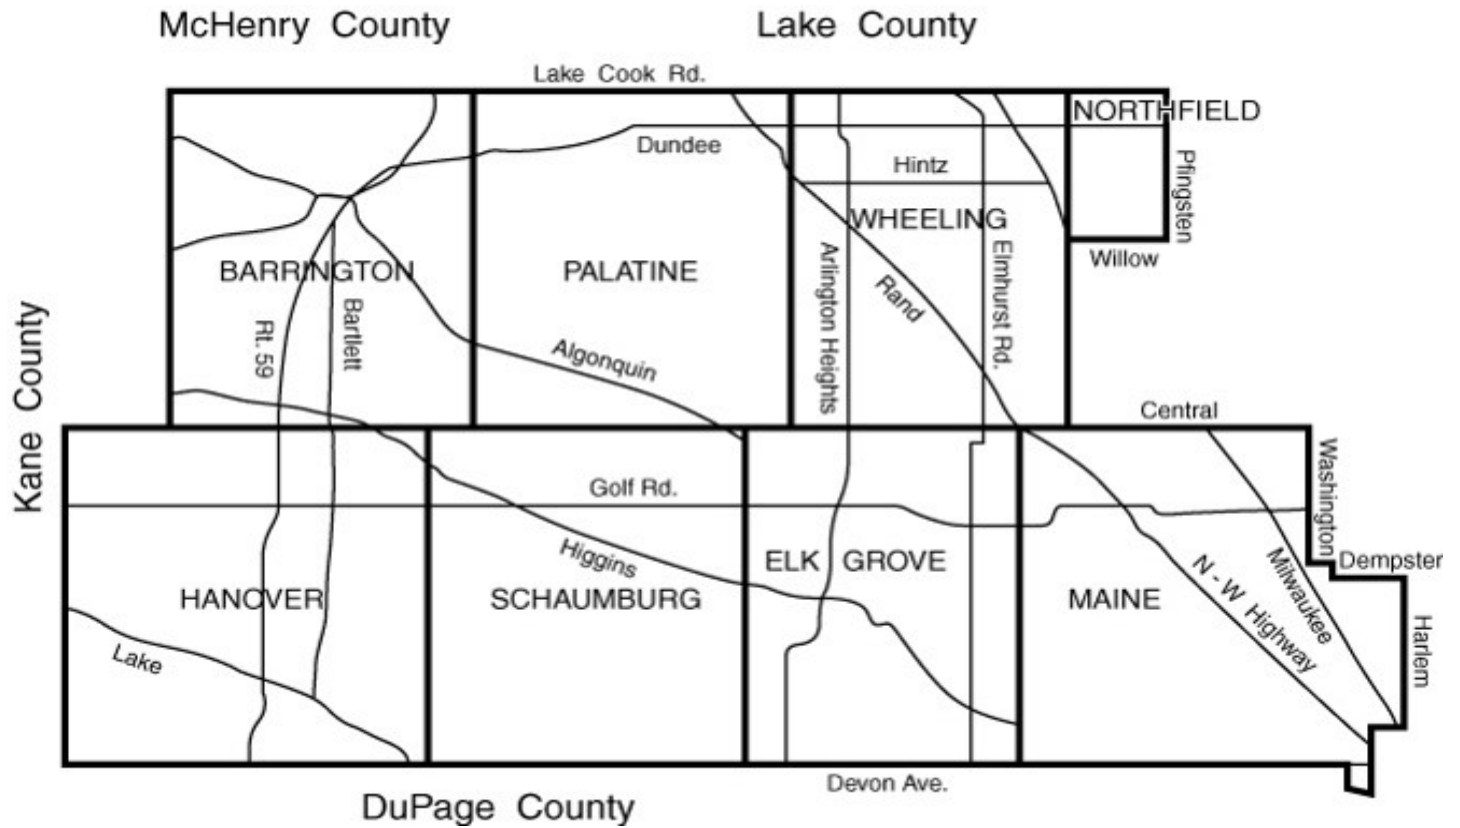 McHenry County
Lake County
Lake Cook Rd.
NORTHFIELD
Dundee
Hintz
Pfingsten
WHEELING
Willow
BARRINGTON
PALATINE
Arlington Heights
Elmhurst Rd.
Rand
Rt. 59
Bartlett
Algonquin
Kane County
Central
Washington
Golf Rd.
Higgins
ELK GROVE
Dempster
HANOVER
SCHAUMBURG
MAINE
N - W Highway
Milwaukee
Harlem
Lake
Devon Ave.
DuPage County